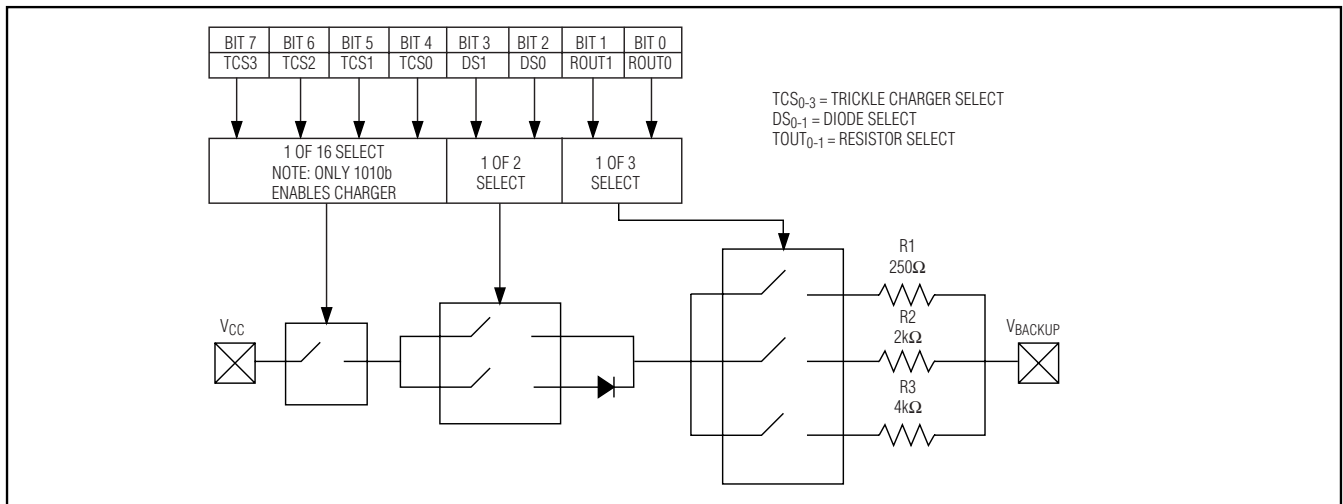 BIT 7 BIT 6 BIT 5 BIT 4 BIT 3 BIT 2 BIT 1 BIT 0
TCS3 TCS2 TCS1 TCS0 DS1 DS0 ROUT1 ROUT0
TCS0-3 = TRICKLE CHARGER SELECT
DS0-1 = DIODE SELECT
TOUT0-1 = RESISTOR SELECT
1 OF 16 SELECT
NOTE: ONLY 1010b
ENABLES CHARGER
1 OF 2
SELECT
1 OF 3
SELECT
R1
250Ω
VCC
R2
2kΩ
VBACKUP
R3
4kΩ